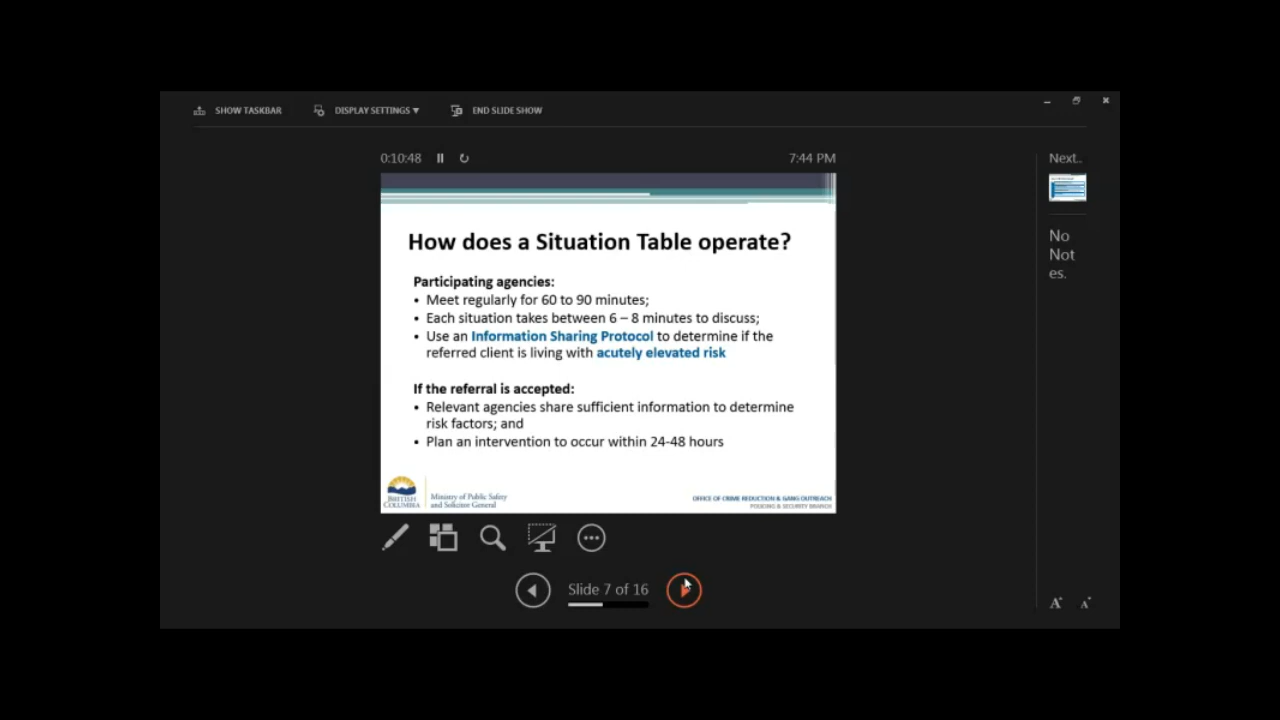 SHOW TASKBAR
DISPLAY SETTINGS ▼
END SLIDE SHOW
0:10:48
7:44 PM
Next..
How does a Situation Table operate?
Participating agencies:
• Meet regularly for 60 to 90 minutes;
• Each situation takes between 6 – 8 minutes to discuss;
• Use an Information Sharing Protocol to determine if the
referred client is living with acutely elevated risk
If the referral is accepted:
• Relevant agencies share sufficient information to determine
risk factors; and
• Plan an intervention to occur within 24-48 hours
BRITISH
COLUMBIA
Ministry of Public Safety
and Solicitor General
OFFICE OF CRIME REDUCTION & GANG OUTREACH
POLICING & SECURITY BRANCH
No
Not
es.
Slide 7 of 16
A A